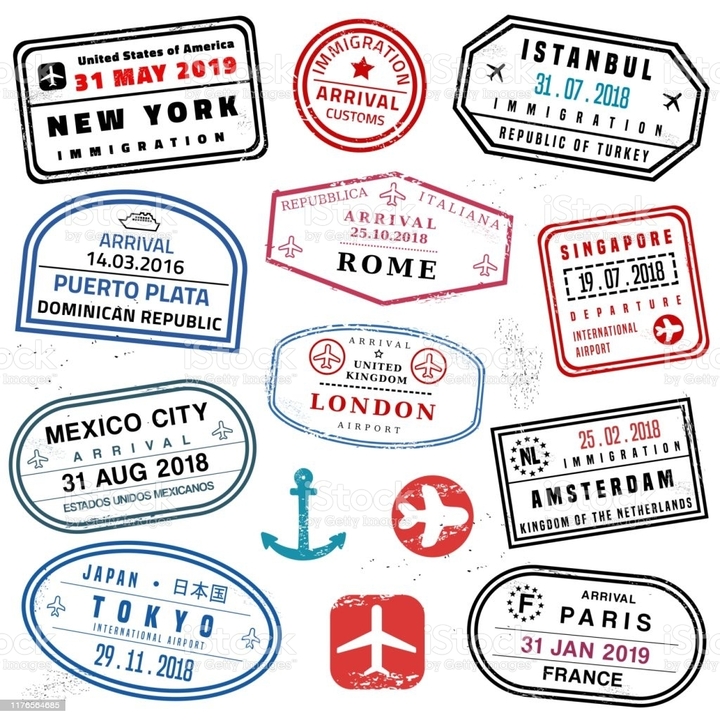 United States of America
31 MAY 2019
NEW YORK
IMMIGRATION
IMMIGRATION
ARRIVAL
CUSTOMS
ISTANBUL
31.07.2018
IMMIGRATION
REPUBLIC OF TURKEY
ARRIVAL
14.03.2016
PUERTO PLATA
DOMINICAN REPUBLIC
REPUBBLICA ITALIANA
ARRIVAL
25.10.2018
ROME
SINGAPORE
19.07.2018
DEPARTURE
INTERNATIONAL
AIRPORT
ARRIVAL
UNITED
KINGDOM
LONDON
AIRPORT
MEXICO CITY
ARRIVAL
31 AUG 2018
ESTADOS UNIDOS MEXICANOS
NL
25.02.2018
IMMIGRATION
AMSTERDAM
KINGDOM OF THE NETHERLANDS
JAPAN • 日本国
TOKYO
INTERNATIONAL AIRPORT
29.11.2018
F
ARRIVAL
PARIS
31 JAN 2019
FRANCE
iStock
by Getty Images
1176564685